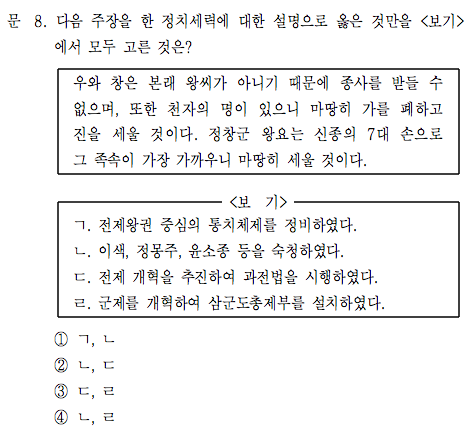 문 8. 다음 주장을 한 정치세력에 대한 설명으로 옳은 것만을 <보기>
에서 모두 고른 것은?
우와 창은 본래 왕씨가 아니기 때문에 종사를 받들 수
없으며, 또한 천자의 명이 있으니 마땅히 가를 폐하고
진을 세울 것이다. 정창군 왕요는 신종의 7대 손으로
그 족속이 가장 가까우니 마땅히 세울 것이다.
<보 기>
ㄱ. 전제왕권 중심의 통치체제를 정비하였다.
ㄴ. 이색, 정몽주, 윤소종 등을 숙청하였다.
ㄷ. 전제 개혁을 추진하여 과전법을 시행하였다.
ㄹ. 군제를 개혁하여 삼군도총제부를 설치하였다.
① ㄱ, ㄴ
② ㄴ, ㄷ
③ ㄷ, ㄹ
④ ㄴ, ㄹ